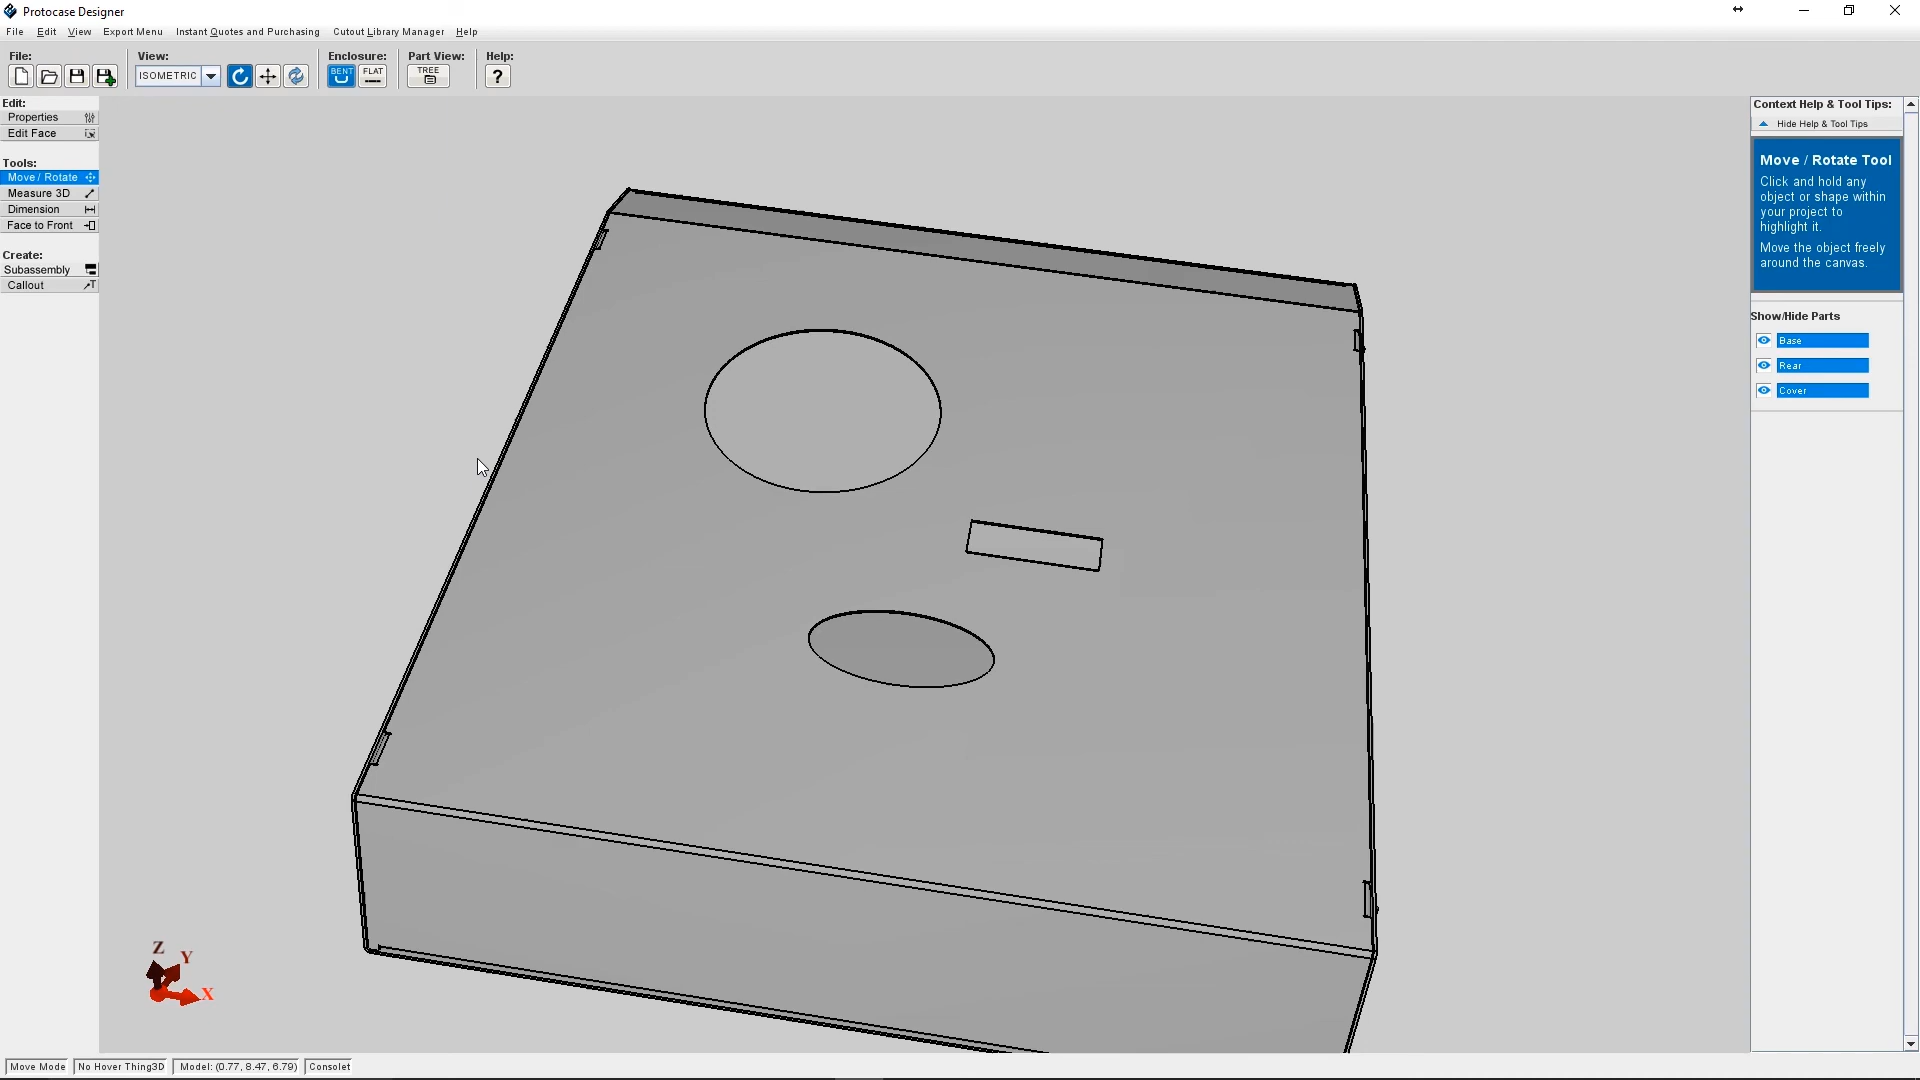 Protocase Designer
File Edit View Export Menu Instant Quotes and Purchasing Cutout Library Manager Help
File: View: Enclosure: Part View: Help:
ISOMETRIC BENT FLAT TREE ?
Edit:
Properties
Edit Face
Tools:
Move / Rotate
Measure 3D
Dimension
Face to Front
Create:
Subassembly
Callout
Z
Y
X
Context Help & Tool Tips:
Hide Help & Tool Tips
Move / Rotate Tool
Click and hold any
object or shape within
your project to
highlight it.
Move the object freely
around the canvas.
Show/Hide Parts
Base
Rear
Cover
Move Mode No Hover Thing3D Model: (0.77, 8.47, 6.79) Consolet